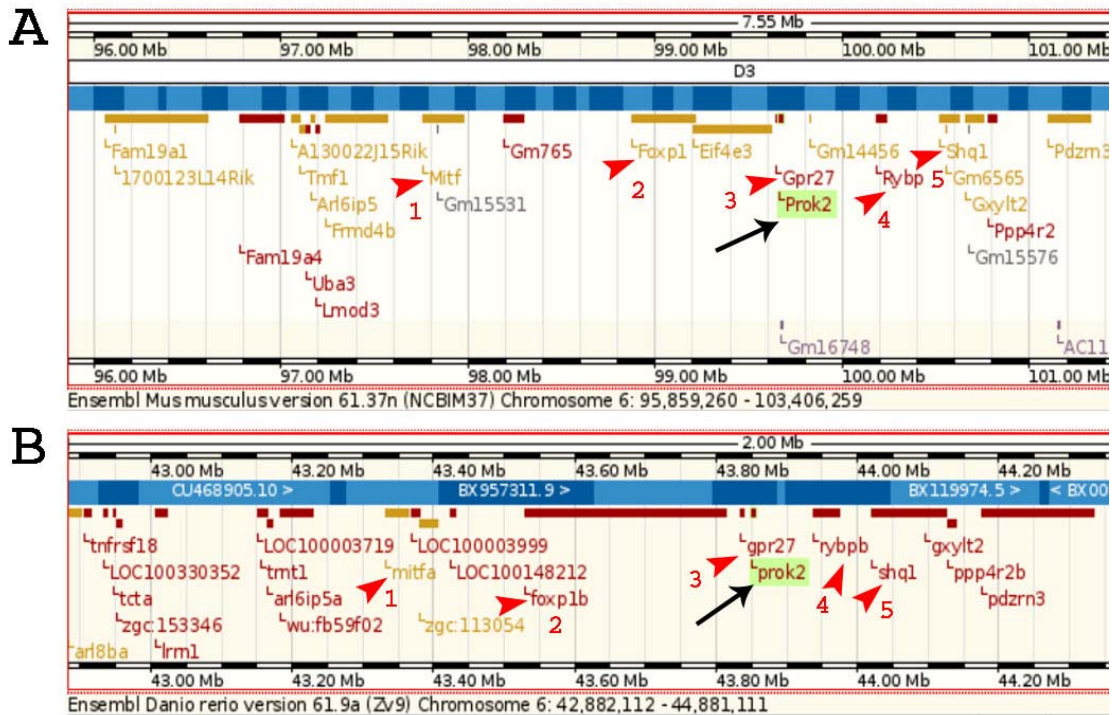 A
7.55 Mb
96.00 Mb 97.00 Mb 98.00 Mb 99.00 Mb 100.00 Mb 101.00 Mb
D3
Fam19a1 A130022J15Rik Gm765 Foxp1 Eif4e3 Gm14456 Shq1 Pdzrn3
1700123L14Rik Tmf1 Mitf Gpr27 Rybp Gm6565
1 2 3 4 5
Arl6ip5 Gm15531 Prok2 Gxylt2
Frmd4b Ppp4r2
Fam19a4 Gm15576
Uba3
Lmod3
Gm16748 AC11
96.00 Mb 97.00 Mb 98.00 Mb 99.00 Mb 100.00 Mb 101.00 Mb
Ensembl Mus musculus version 61.37n (NCBIM37) Chromosome 6: 95,859,260 - 103,406,259
B
2.00 Mb
43.00 Mb 43.20 Mb 43.40 Mb 43.60 Mb 43.80 Mb 44.00 Mb 44.20 Mb
CU468905.10 > BX957311.9 > BX119974.5 > < BX00
tnfrsf18 LOC100003719 LOC100003999 gpr27 rybpb gxylt2
LOC100330352 trnt1 mitfa LOC100148212 prok2 shq1 ppp4r2b
3 4 5
tcta arl6ip5a 1 foxp1b pdzrn3
2
zgc:153346 wu:fb59f02 zgc:113054
arl8ba lrm1
43.00 Mb 43.20 Mb 43.40 Mb 43.60 Mb 43.80 Mb 44.00 Mb 44.20 Mb
Ensembl Danio rerio version 61.9a (Zv9) Chromosome 6: 42,882,112 - 44,881,111